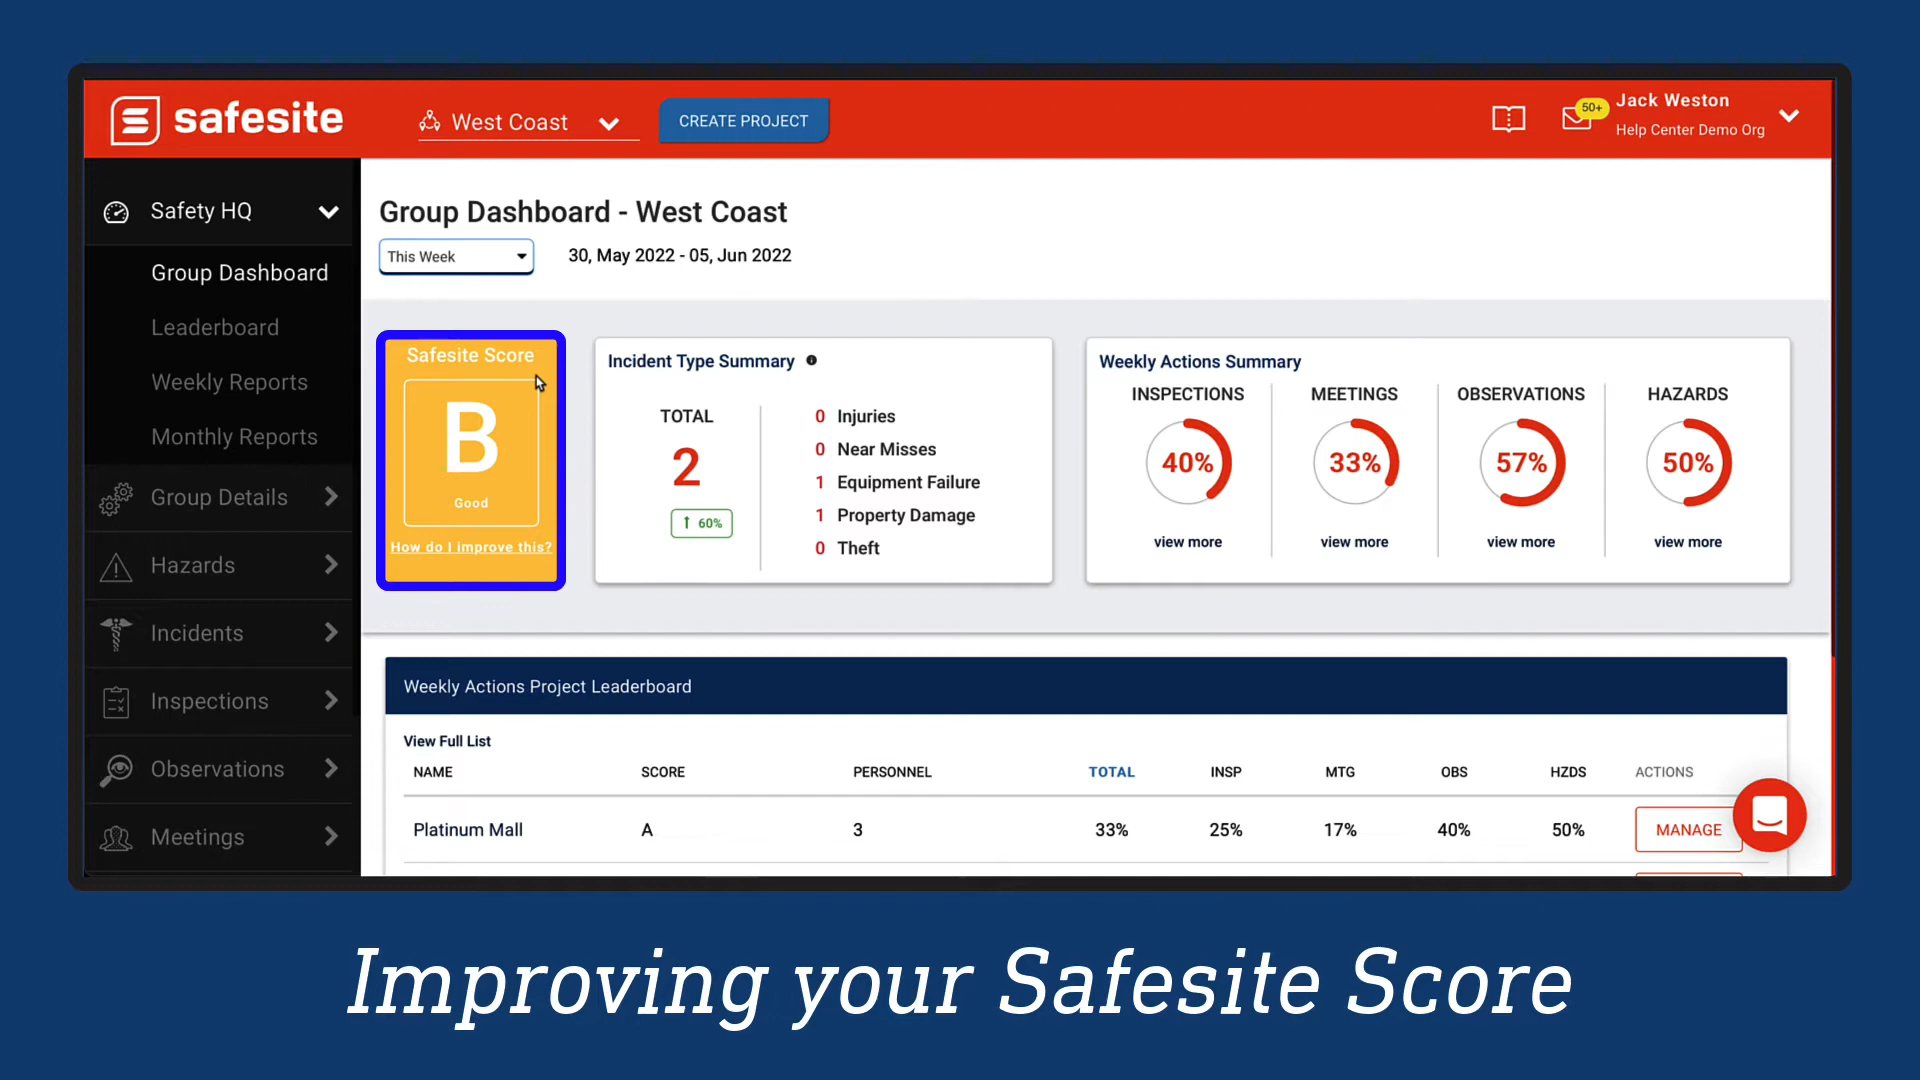 safesite
West Coast
CREATE PROJECT
50+
Jack Weston
Help Center Demo Org
Safety HQ
Group Dashboard
Leaderboard
Weekly Reports
Monthly Reports
Group Details
Hazards
Incidents
Inspections
Observations
Meetings
Group Dashboard - West Coast
This Week
30, May 2022 - 05, Jun 2022
Safesite Score
B
Good
How do I improve this?
Incident Type Summary
TOTAL
2
↑ 60%
0 Injuries
0 Near Misses
1 Equipment Failure
1 Property Damage
0 Theft
Weekly Actions Summary
INSPECTIONS MEETINGS OBSERVATIONS HAZARDS
40% 33% 57% 50%
view more view more view more view more
Weekly Actions Project Leaderboard
View Full List
NAME SCORE PERSONNEL TOTAL INSP MTG OBS HZDS ACTIONS
Platinum Mall A 3 33% 25% 17% 40% 50% MANAGE
Improving your Safesite Score